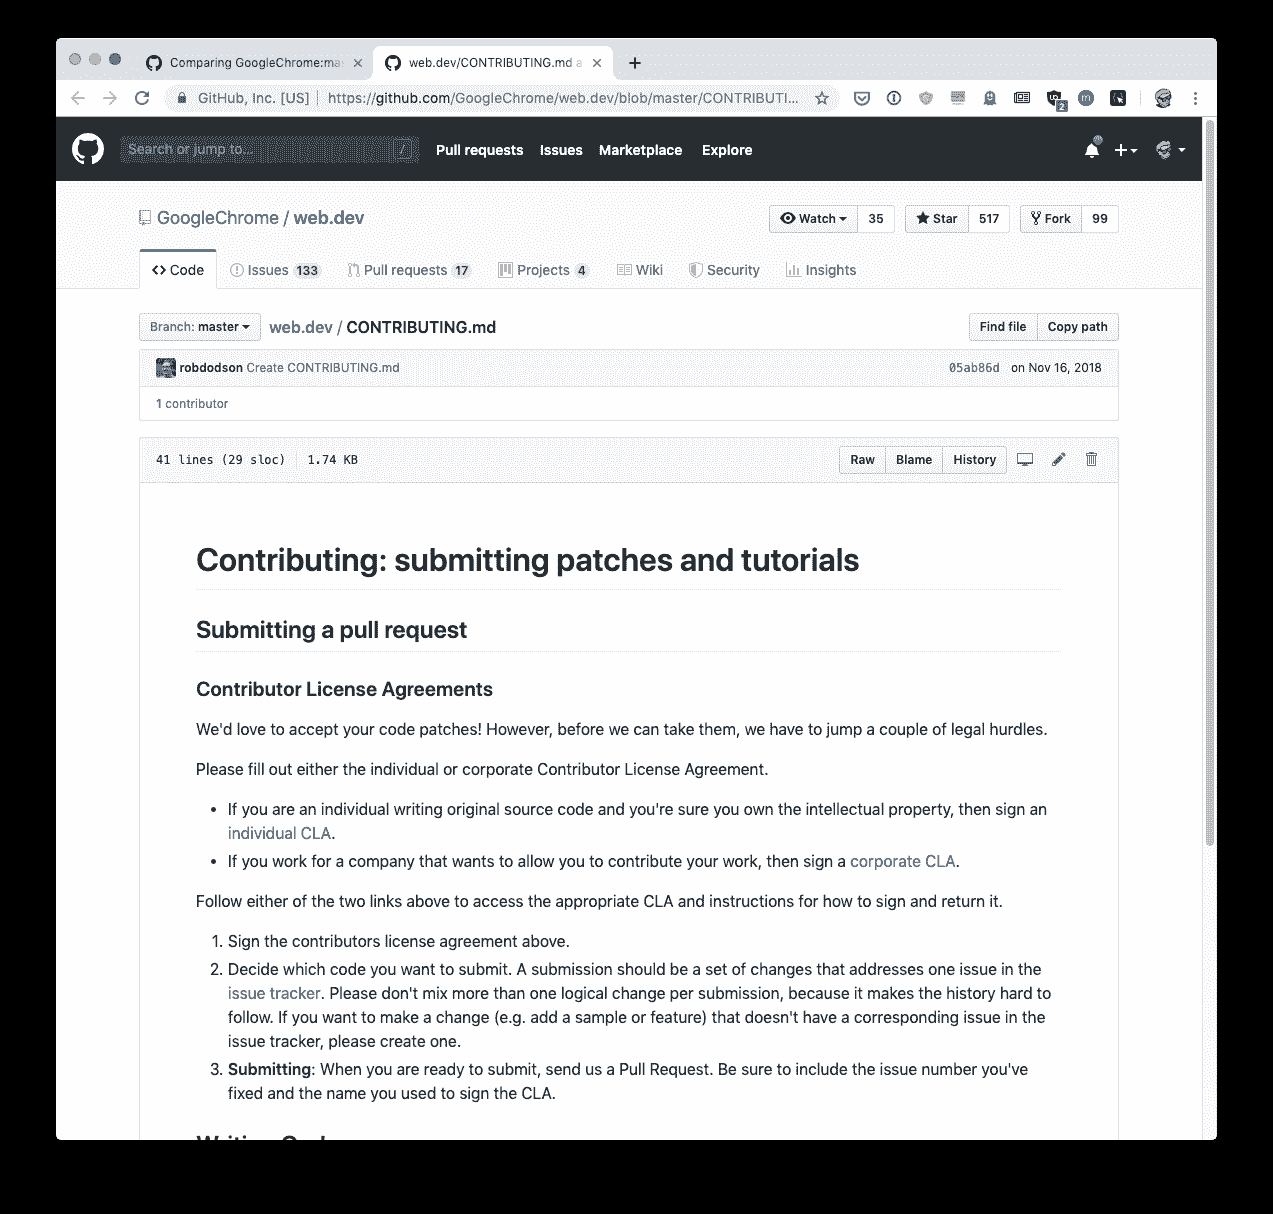 Comparing GoogleChrome:ma
web.dev/CONTRIBUTING.md a
GitHub, Inc. [US] https://github.com/GoogleChrome/web.dev/blob/master/CONTRIBUTI...
2
m
Search or jump to... / Pull requests Issues Marketplace Explore
GoogleChrome / web.dev Watch 35 Star 517 Fork 99
Code Issues 133 Pull requests 17 Projects 4 Wiki Security Insights
Branch: master web.dev / CONTRIBUTING.md Find file Copy path
robdodson Create CONTRIBUTING.md 05ab86d on Nov 16, 2018
1 contributor
41 lines (29 sloc) 1.74 KB Raw Blame History
Contributing: submitting patches and tutorials
Submitting a pull request
Contributor License Agreements
We'd love to accept your code patches! However, before we can take them, we have to jump a couple of legal hurdles.
Please fill out either the individual or corporate Contributor License Agreement.
• If you are an individual writing original source code and you're sure you own the intellectual property, then sign an
individual CLA.
• If you work for a company that wants to allow you to contribute your work, then sign a corporate CLA.
Follow either of the two links above to access the appropriate CLA and instructions for how to sign and return it.
1. Sign the contributors license agreement above.
2. Decide which code you want to submit. A submission should be a set of changes that addresses one issue in the
issue tracker. Please don't mix more than one logical change per submission, because it makes the history hard to
follow. If you want to make a change (e.g. add a sample or feature) that doesn't have a corresponding issue in the
issue tracker, please create one.
3. Submitting: When you are ready to submit, send us a Pull Request. Be sure to include the issue number you've
fixed and the name you used to sign the CLA.